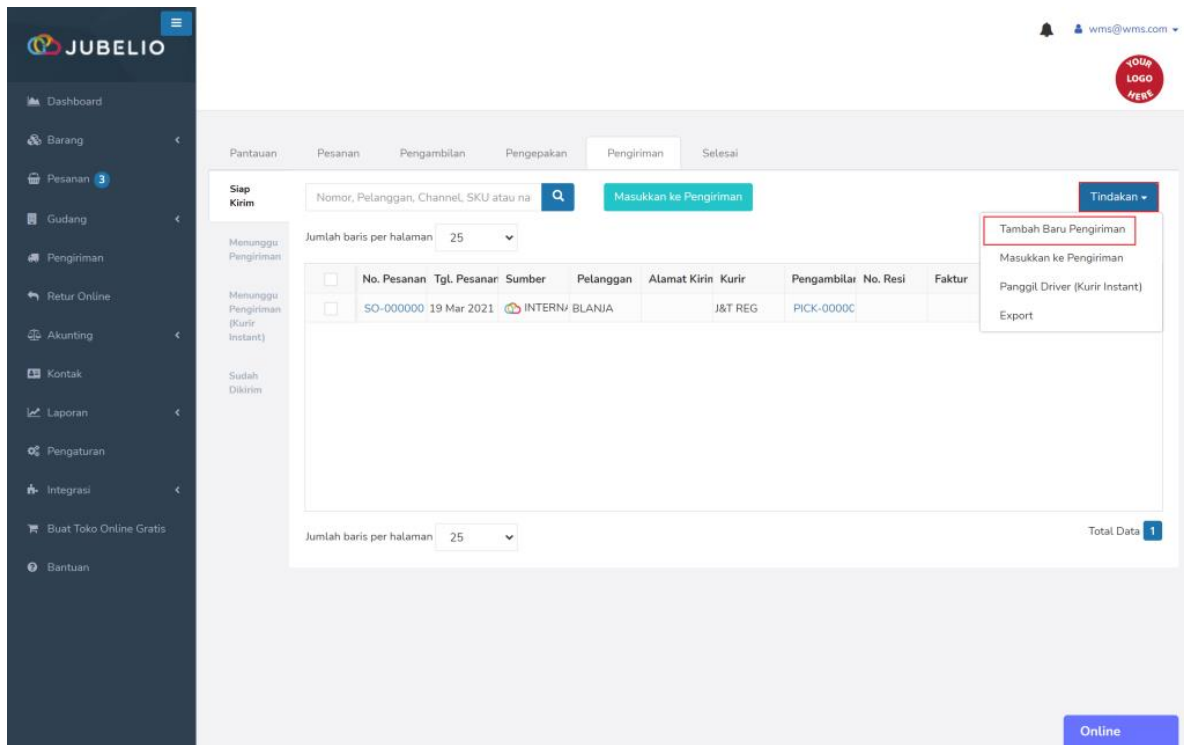 JUBELIO
wms@wms.com
YOUR
LOGO
HERE
Dashboard
Barang
Pesanan 3
Gudang
Pengiriman
Retur Online
Akunting
Kontak
Laporan
Pengaturan
Integrasi
Buat Toko Online Gratis
Bantuan
Pantauan Pesanan Pengambilan Pengepakan Pengiriman Selesai
Siap
Kirim
Menunggu
Pengiriman
Menunggu
Pengiriman
(Kurir
Instant)
Sudah
Dikirim
Nomor, Pelanggan, Channel, SKU atau na
Masukkan ke Pengiriman
Tindakan
Tambah Baru Pengiriman
Masukkan ke Pengiriman
Panggil Driver (Kurir Instant)
Export
Jumlah baris per halaman 25
No. Pesanan Tgl. Pesanan Sumber Pelanggan Alamat Kirin Kurir Pengambilar No. Resi Faktur
SO-000000 19 Mar 2021 INTERNA BLANJA J&T REG PICK-0000C
Jumlah baris per halaman 25
Total Data 1
Online